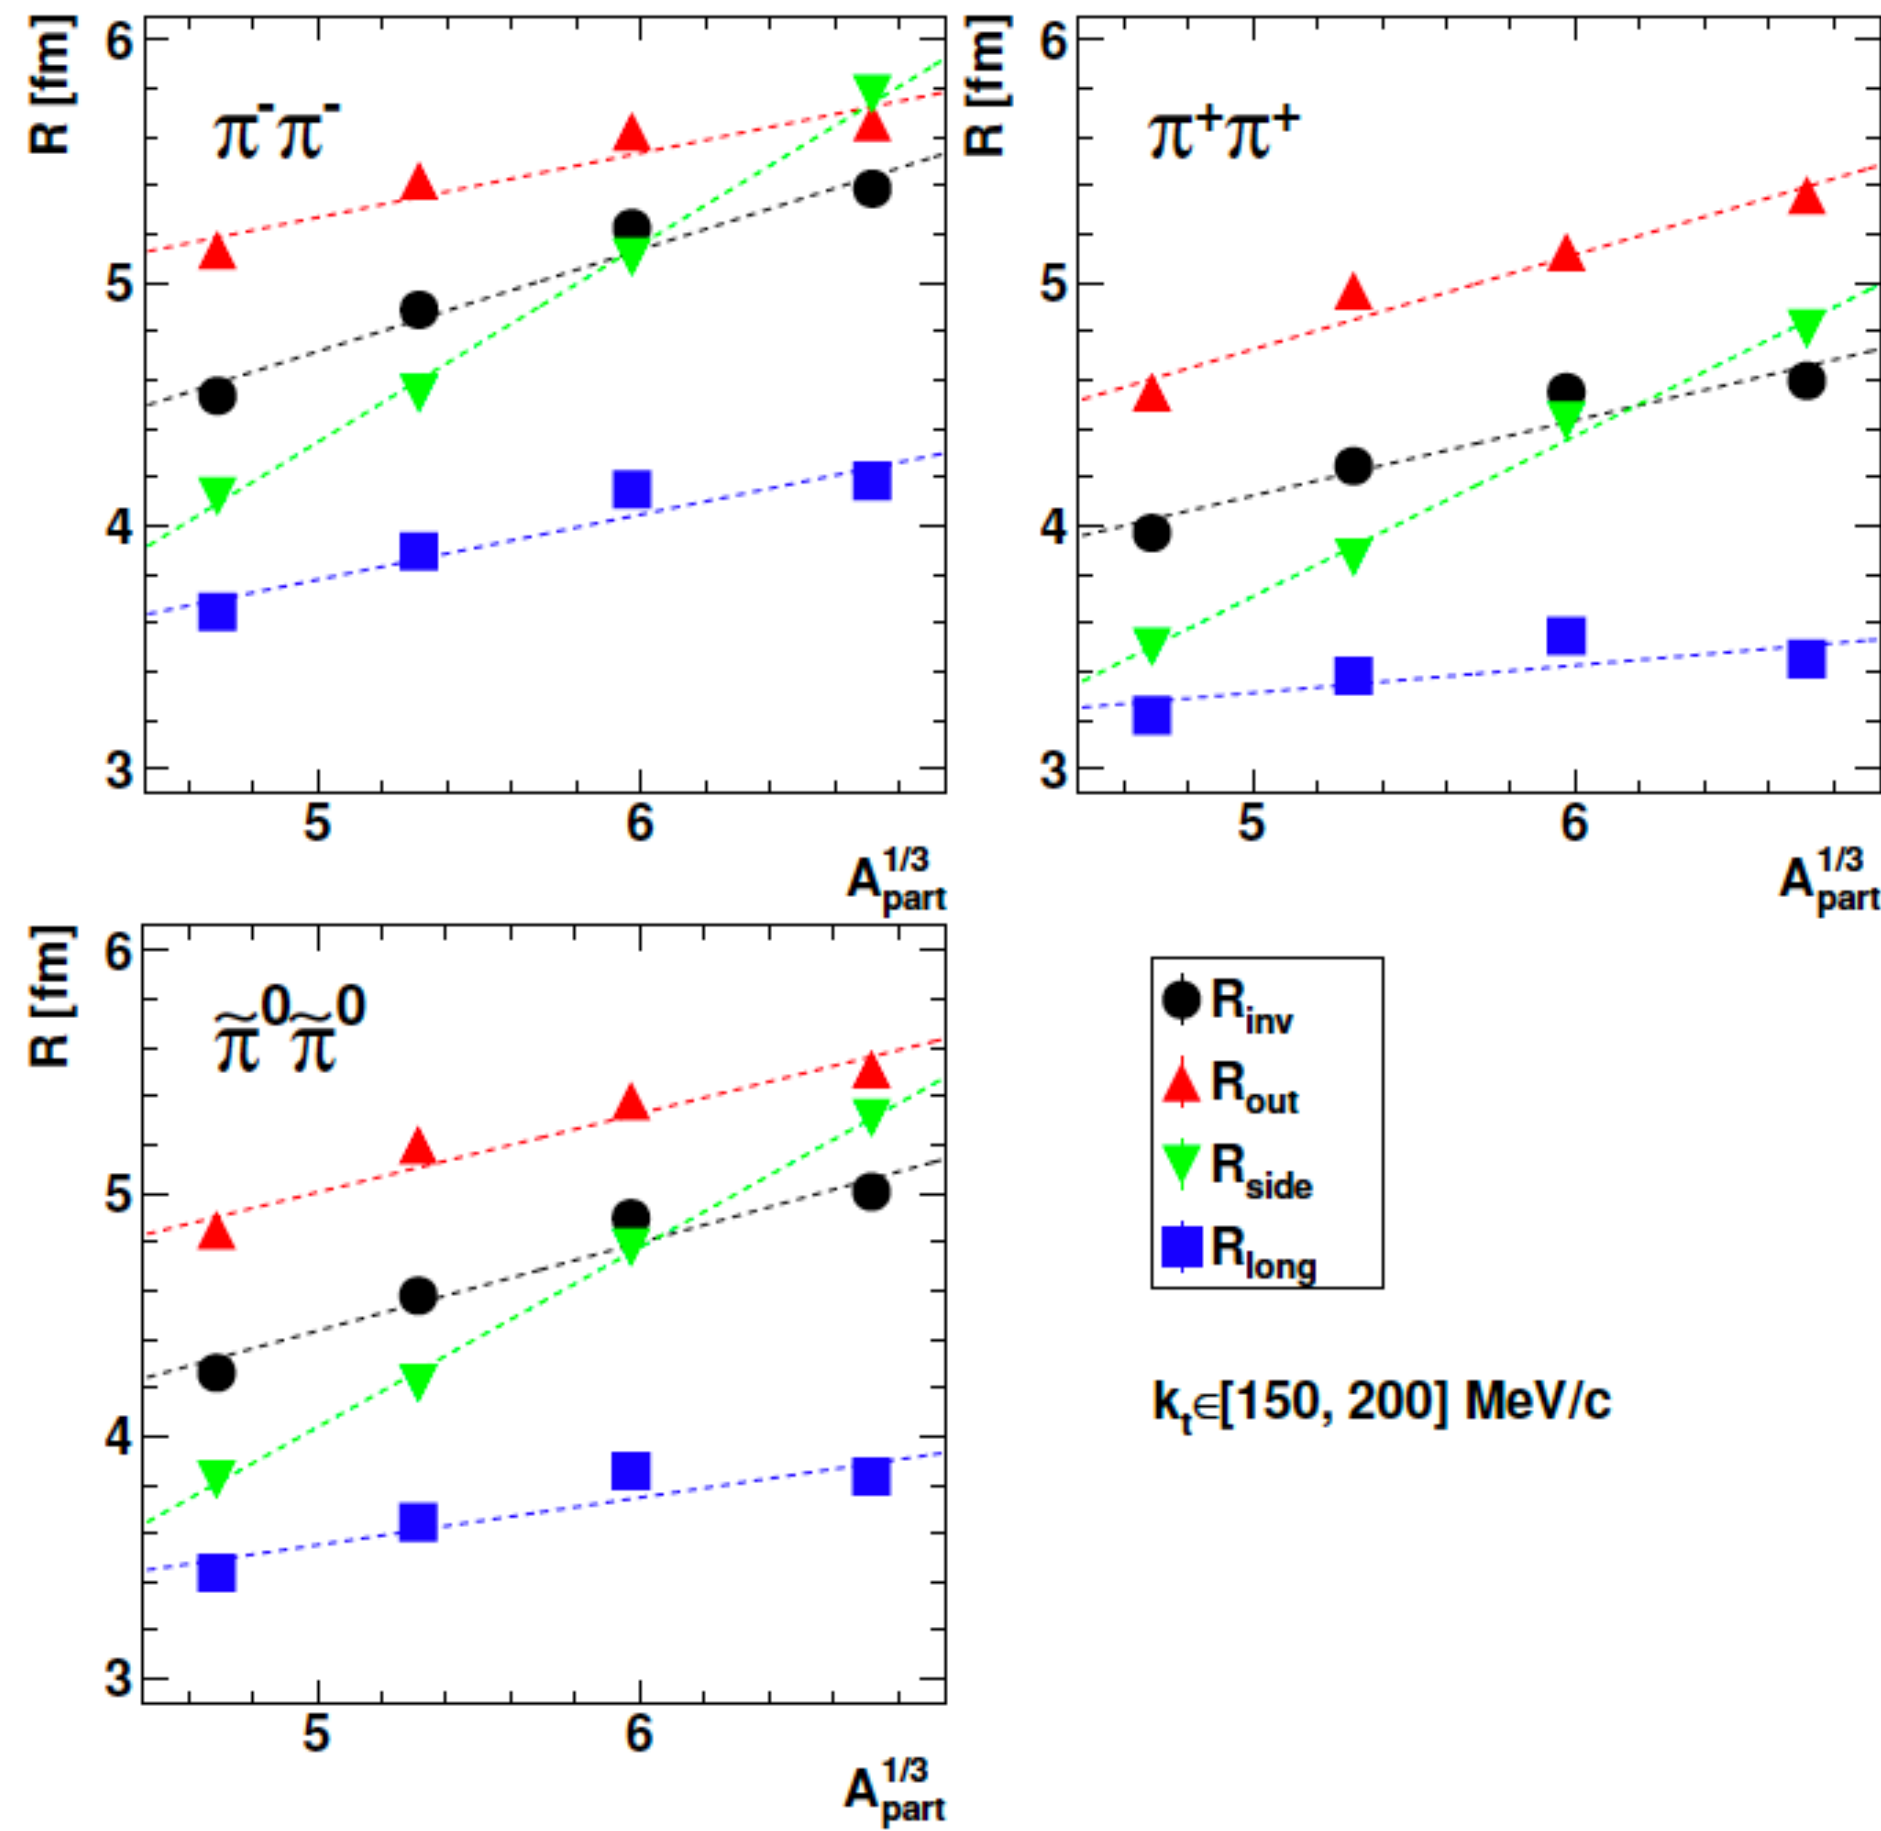 R [fm]
6
5
4
3
π⁻π⁻
5
6
A_part^1/3
R [fm]
6
5
4
3
π⁺π⁺
5
6
A_part^1/3
R [fm]
6
5
4
3
π̃⁰π̃⁰
5
6
A_part^1/3
R_inv
R_out
R_side
R_long
k_t∈[150, 200] MeV/c